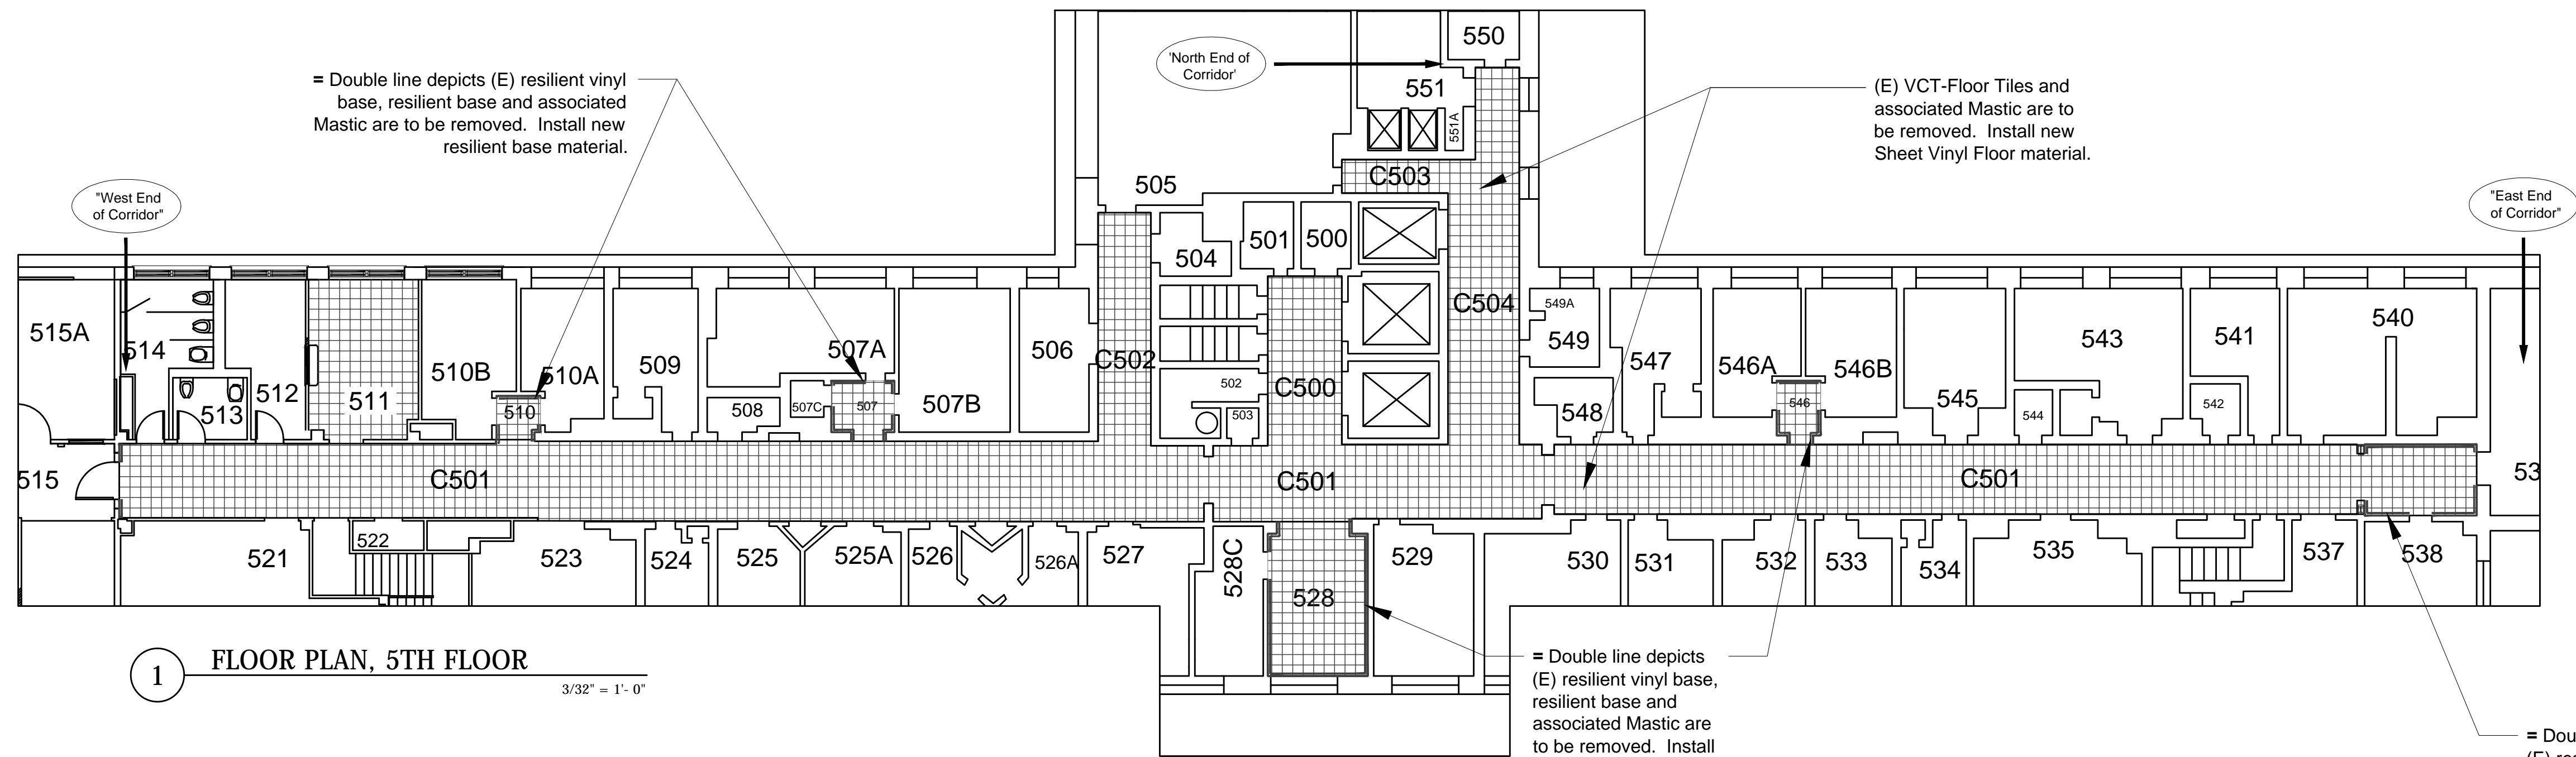 = Double line depicts (E) resilient vinyl
base, resilient base and associated
Mastic are to be removed. Install new
resilient base material.
'North End of
Corridor'
(E) VCT-Floor Tiles and
associated Mastic are to
be removed. Install new
Sheet Vinyl Floor material.
"West End
of Corridor"
"East End
of Corridor"
550
551
551A
C503
505
504
501
500
C504
C502
C500
502
503
515A
514
513
512
511
510B
510
510A
509
508
507A
507C
507
507B
506
549A
549
548
547
546A
546
546B
545
544
543
542
541
540
515
C501
C501
C501
53
521
522
523
524
525
525A
526
526A
527
528C
528
529
530
531
532
533
534
535
537
538
1
FLOOR PLAN, 5TH FLOOR
3/32" = 1'- 0"
= Double line depicts
(E) resilient vinyl base,
resilient base and
associated Mastic are
to be removed. Install
= Dou